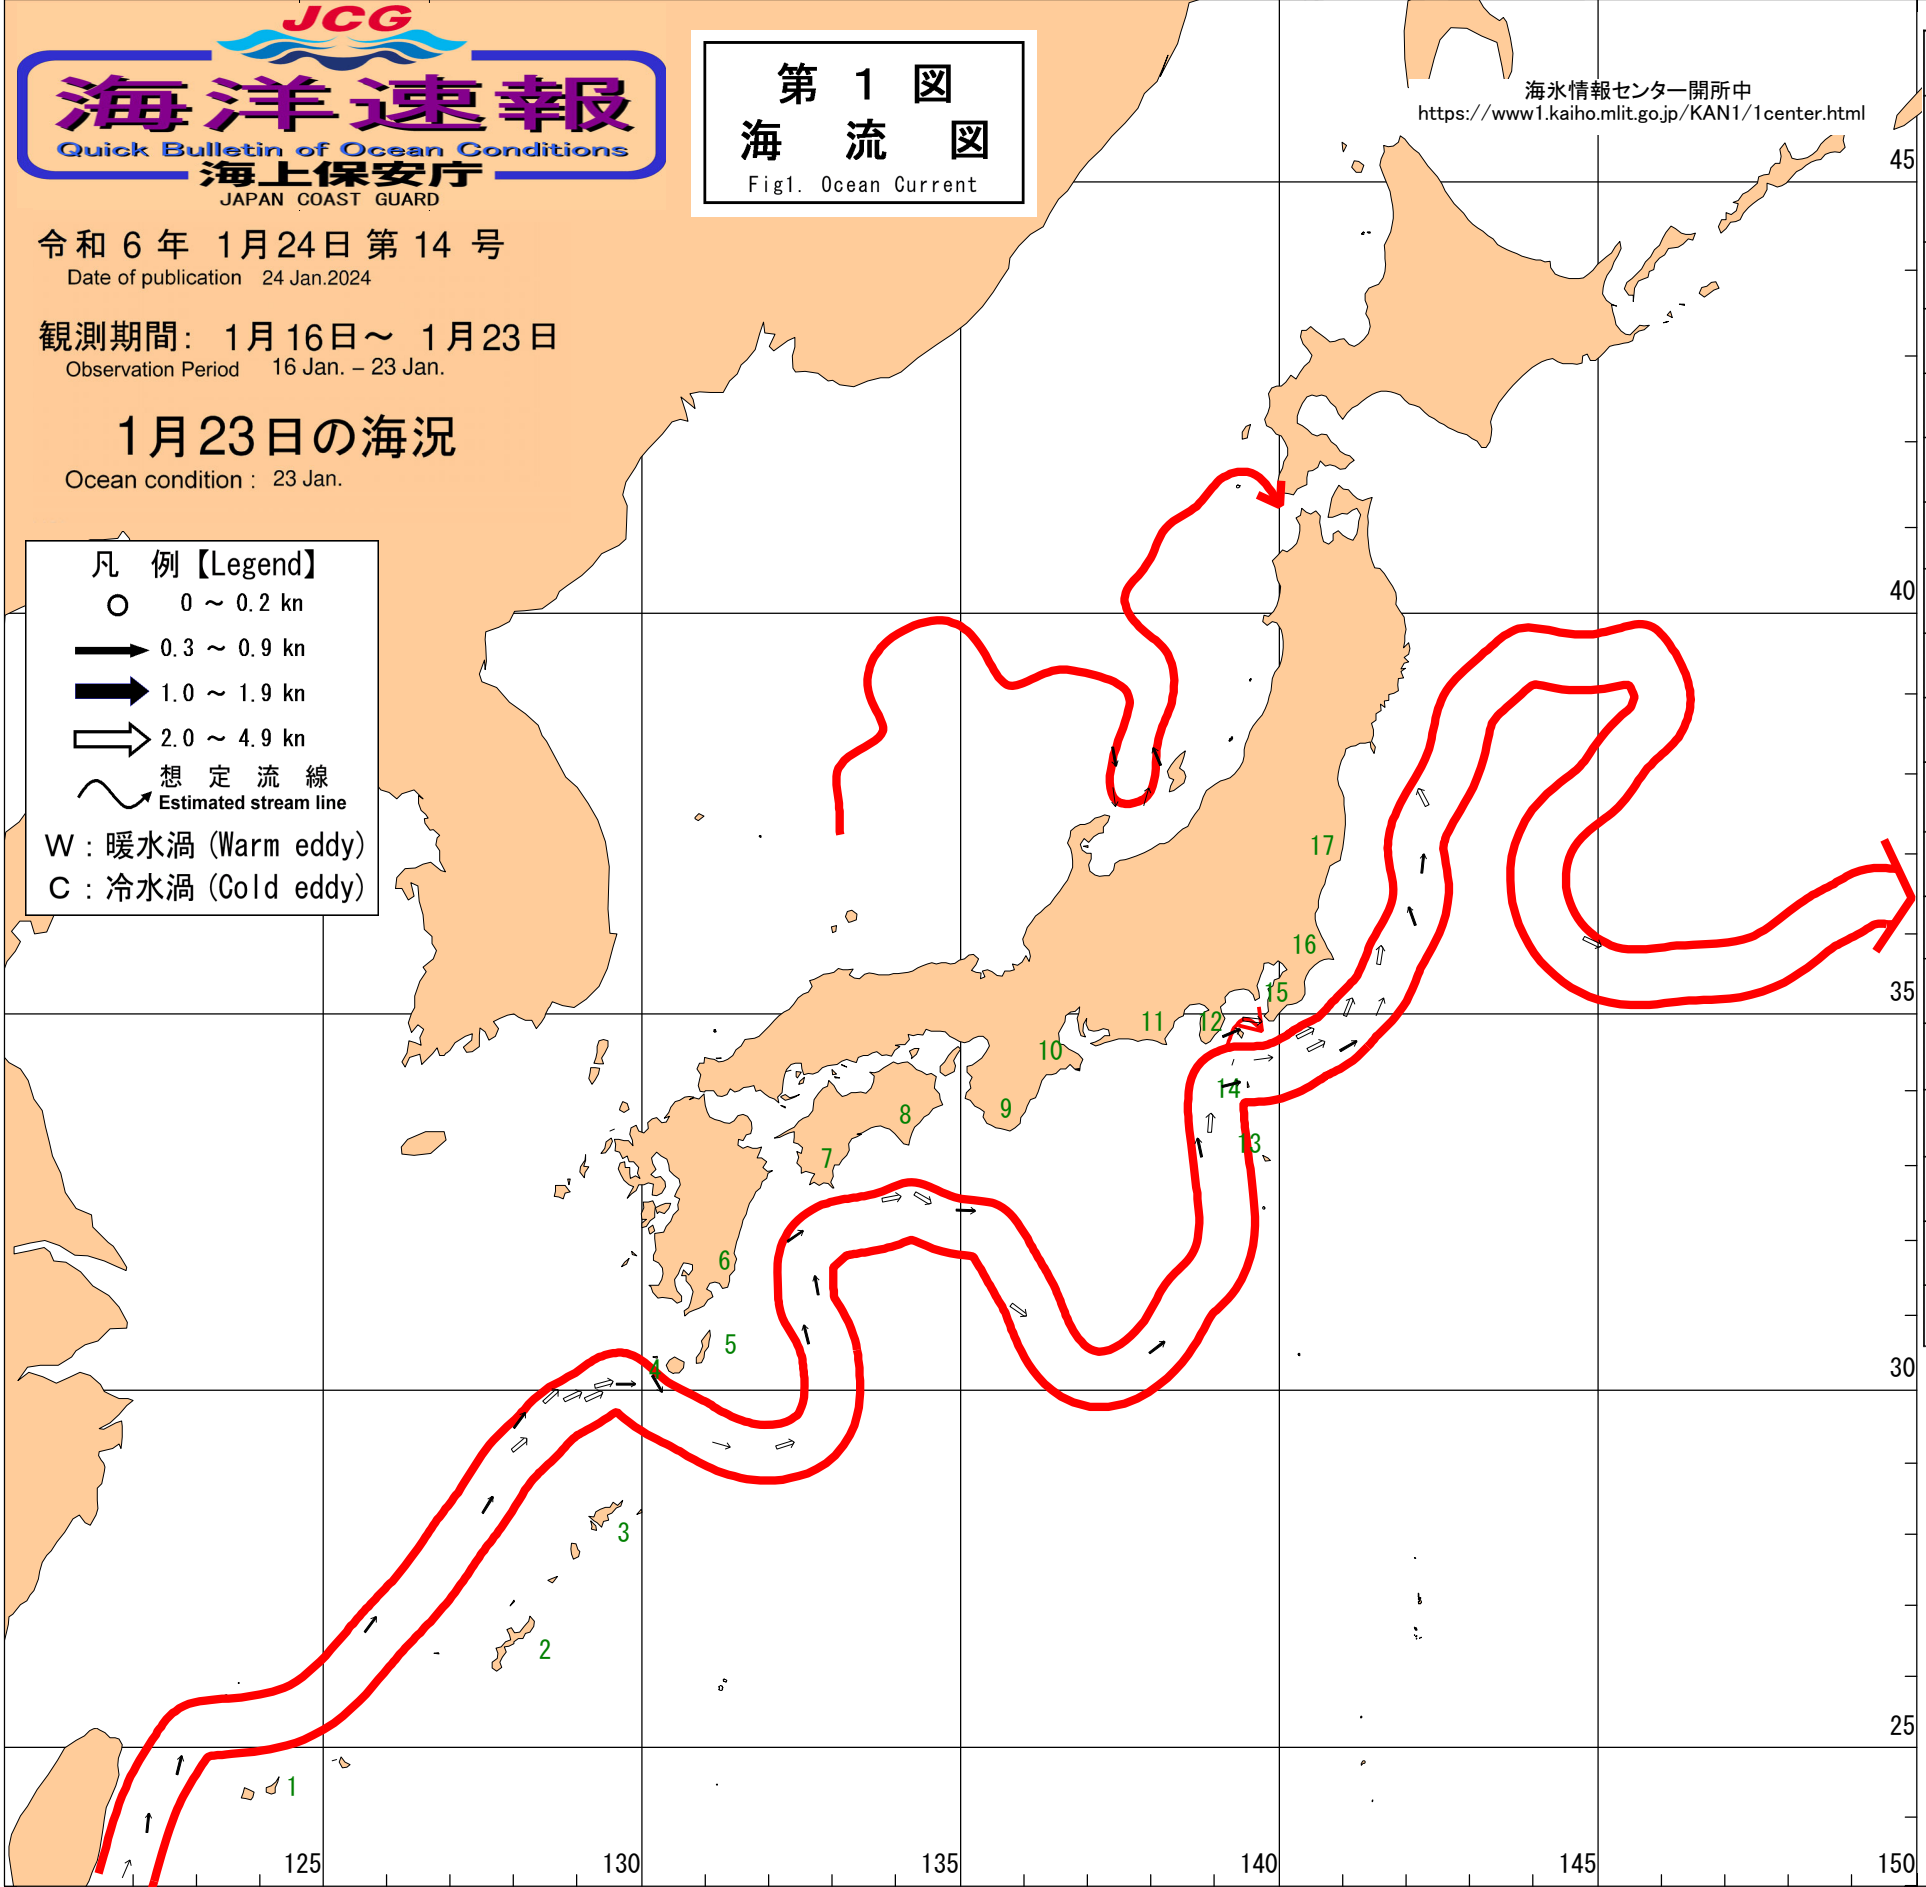 JCG
海洋速報
Quick Bulletin of Ocean Conditions
海上保安庁
JAPAN COAST GUARD
令和 6 年 1月24日 第 14 号
Date of publication 24 Jan.2024
観測期間: 1月16日～ 1月23日
Observation Period 16 Jan. – 23 Jan.
1月23日の海況
Ocean condition : 23 Jan.
第 1 図
海 流 図
Fig1. Ocean Current
海氷情報センター開所中
https://www1.kaiho.mlit.go.jp/KAN1/1center.html
凡 例【Legend】
0 ～ 0.2 kn
0.3 ～ 0.9 kn
1.0 ～ 1.9 kn
2.0 ～ 4.9 kn
想 定 流 線
Estimated stream line
W : 暖水渦 (Warm eddy)
C : 冷水渦 (Cold eddy)
45
40
35
30
25
17
16
15
12
11
10
14
9
8
13
7
6
5
4
3
2
1
125
130
135
140
145
150